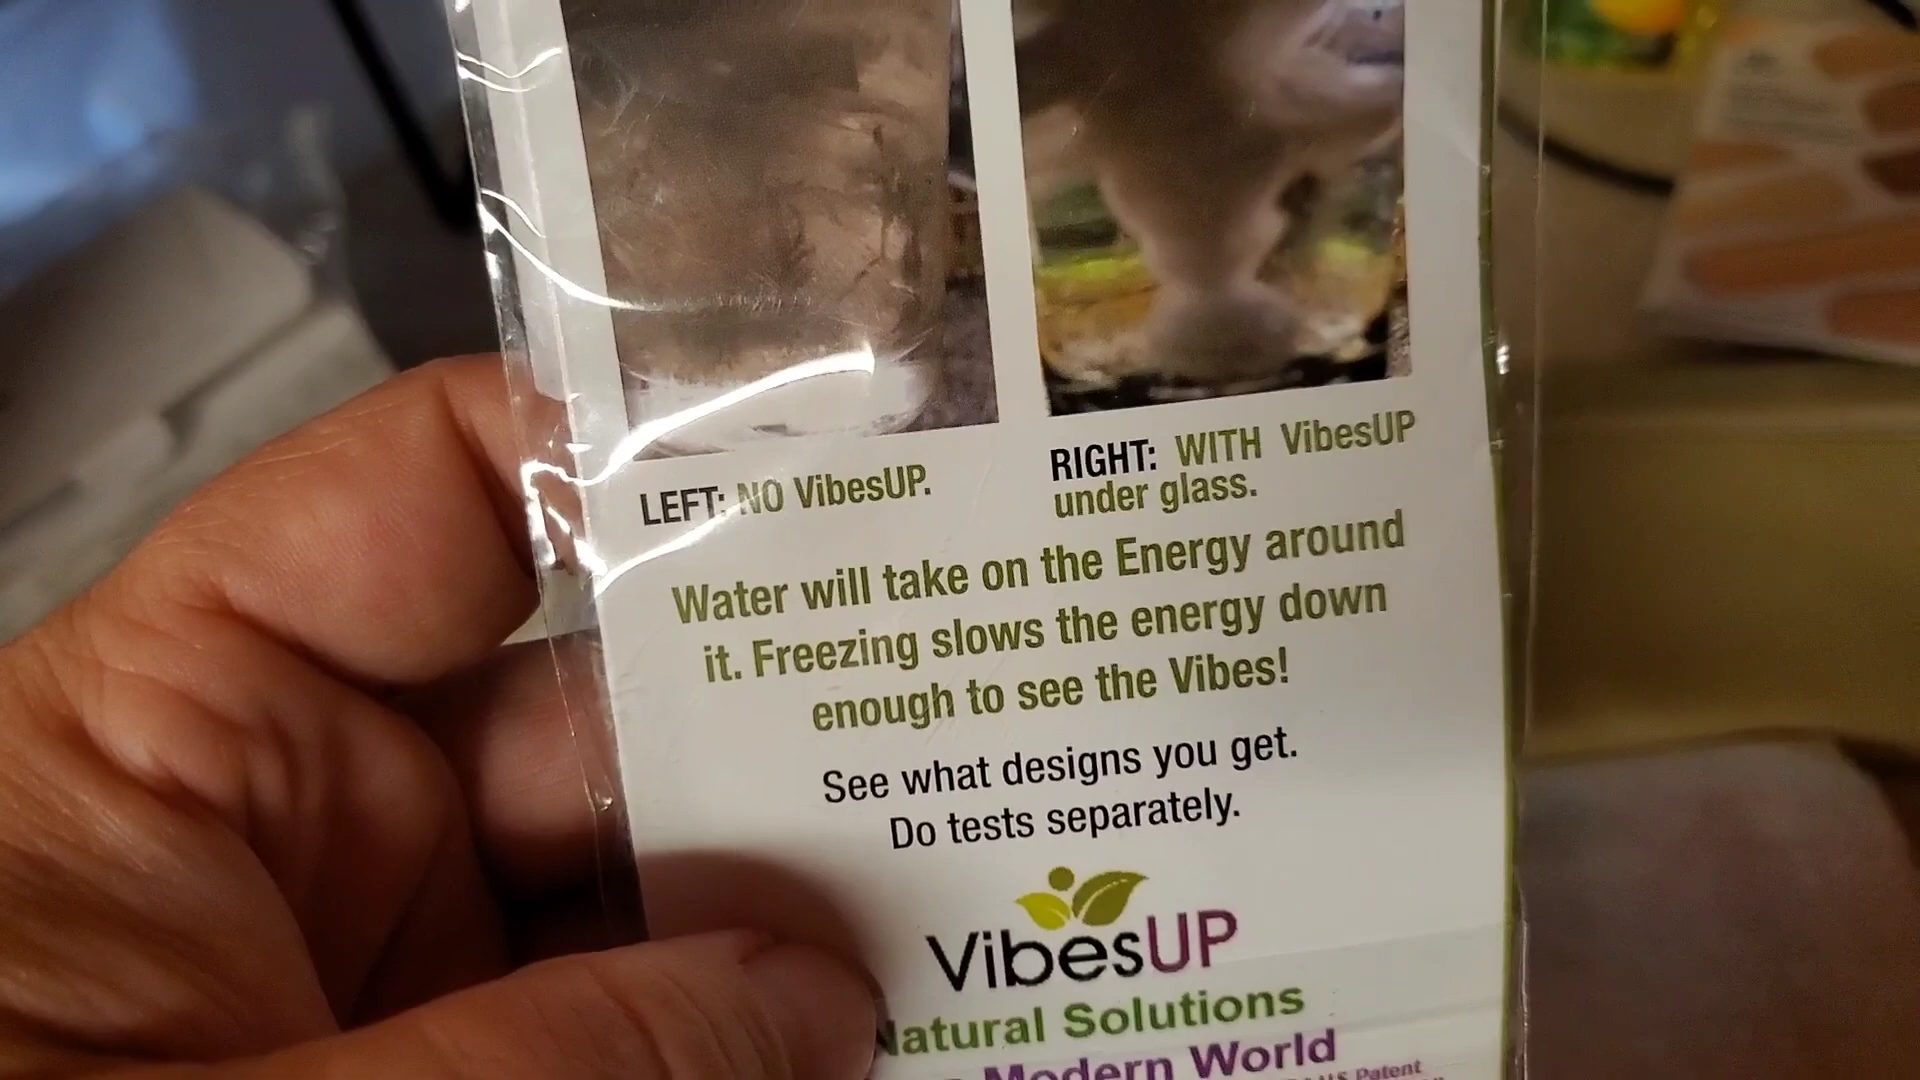 LEFT: NO VibesUP.
RIGHT: WITH VibesUP
under glass.
Water will take on the Energy around
it. Freezing slows the energy down
enough to see the Vibes!
See what designs you get.
Do tests separately.
VibesUP
Natural Solutions
Modern World
Patent